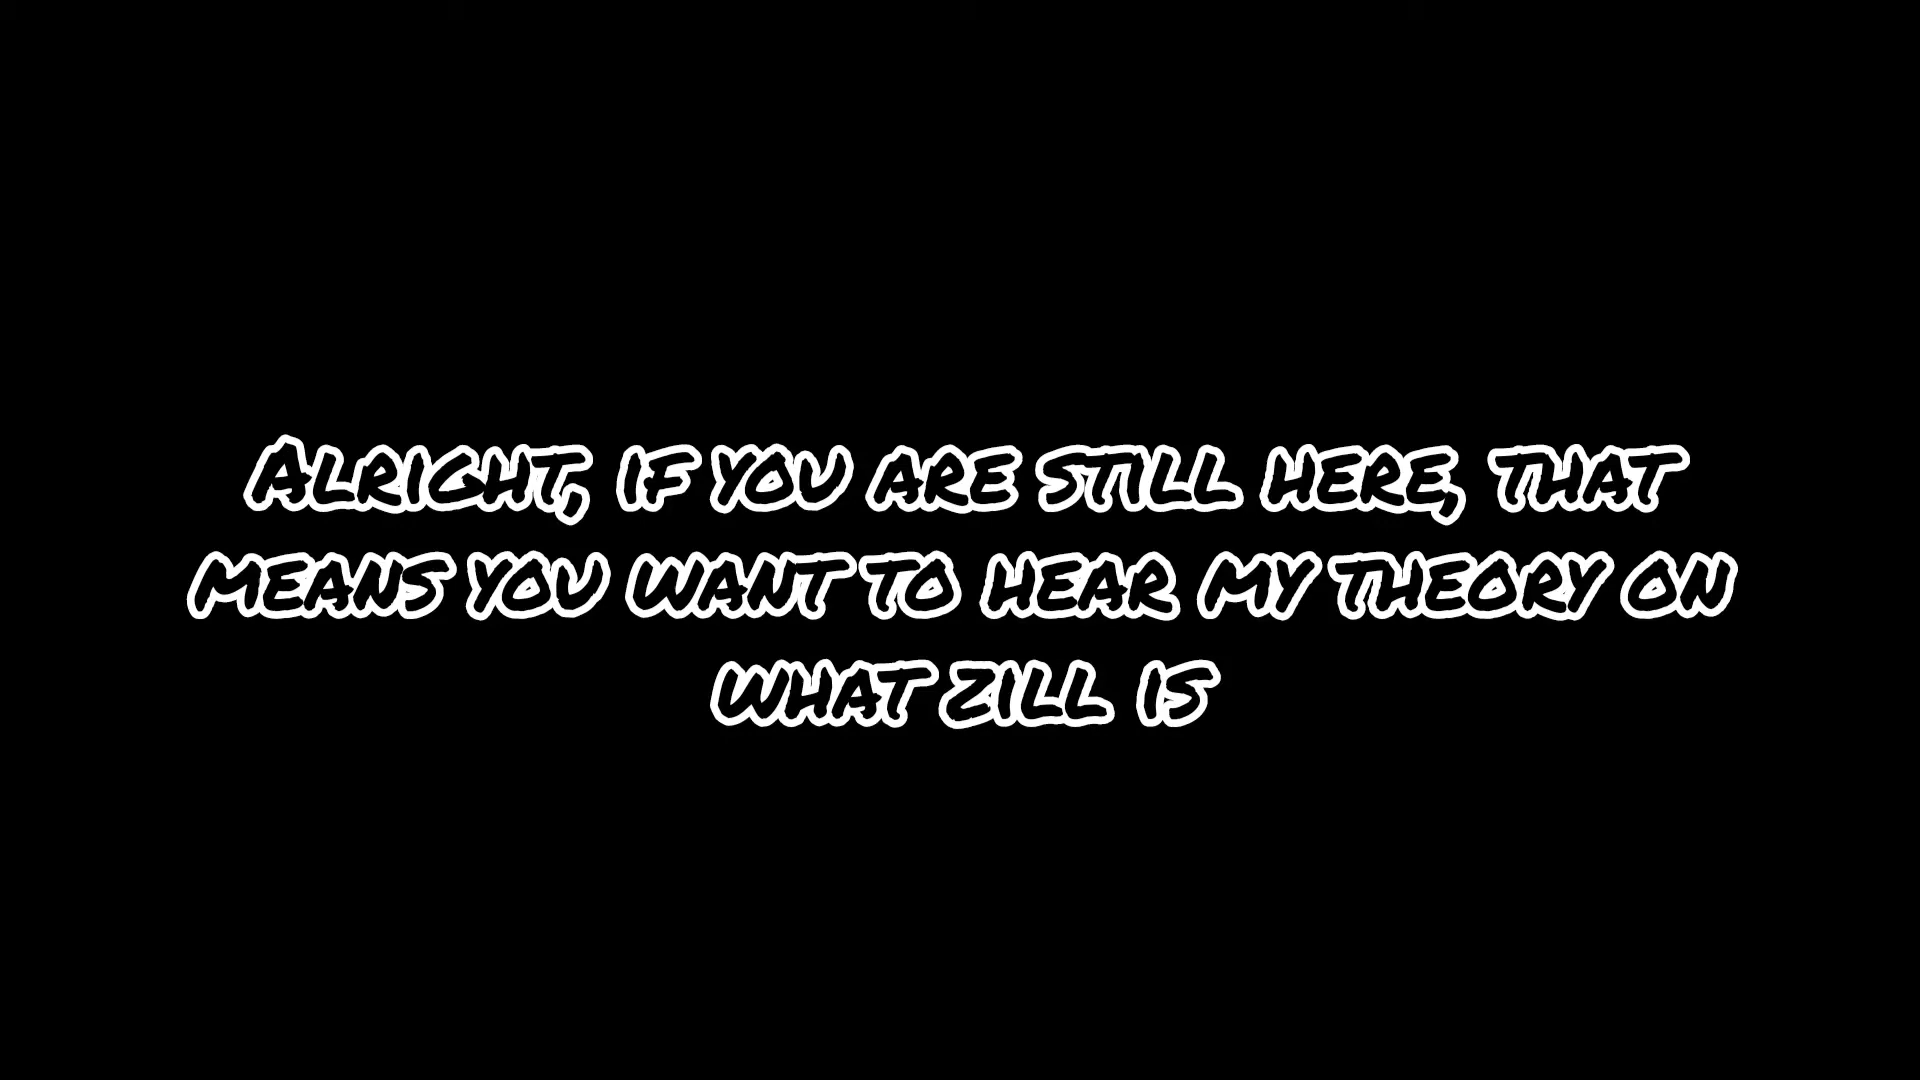 Alright, if you are still here, that
means you want to hear my theory on
what zill is